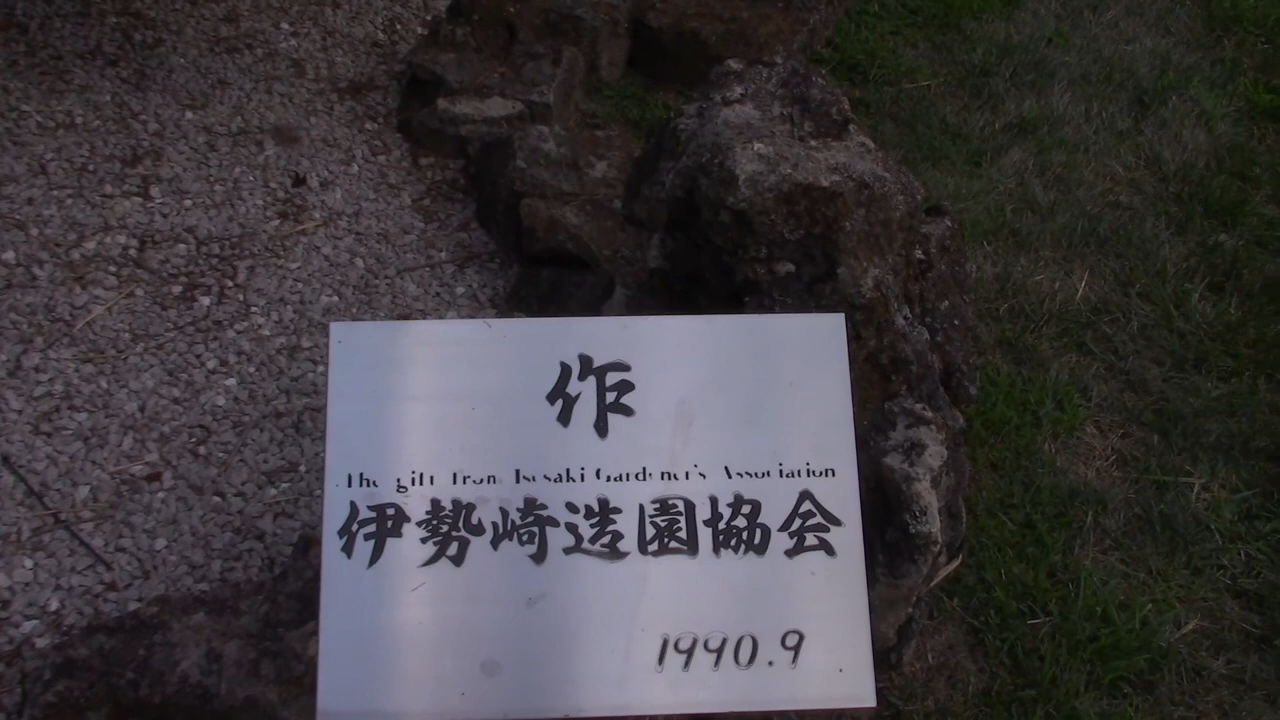 作
The gift from Isesaki Gardener's Association
伊勢崎造園協会
1990.9